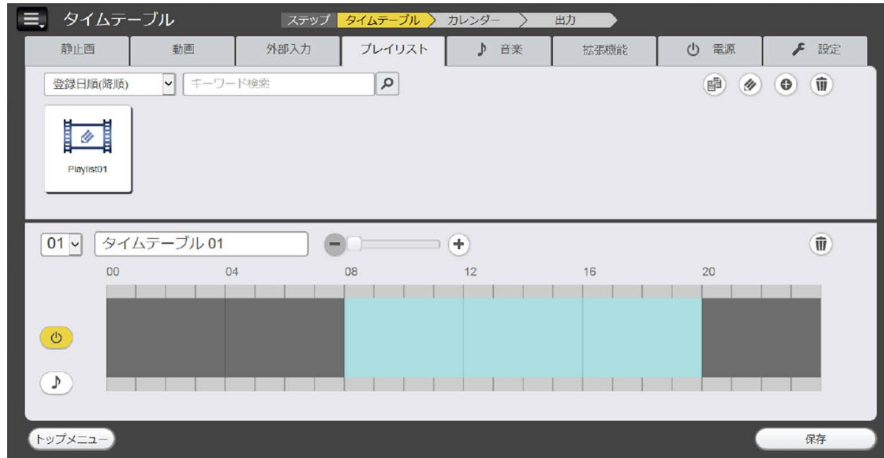 タイムテーブル
ステップ タイムテーブル カレンダー 出力
静止画 動画 外部入力 プレイリスト 音楽 拡張機能 電源 設定
登録日順(降順) キーワード検索
Playlist01
01 タイムテーブル 01
00 04 08 12 16 20
トップメニュー 保存